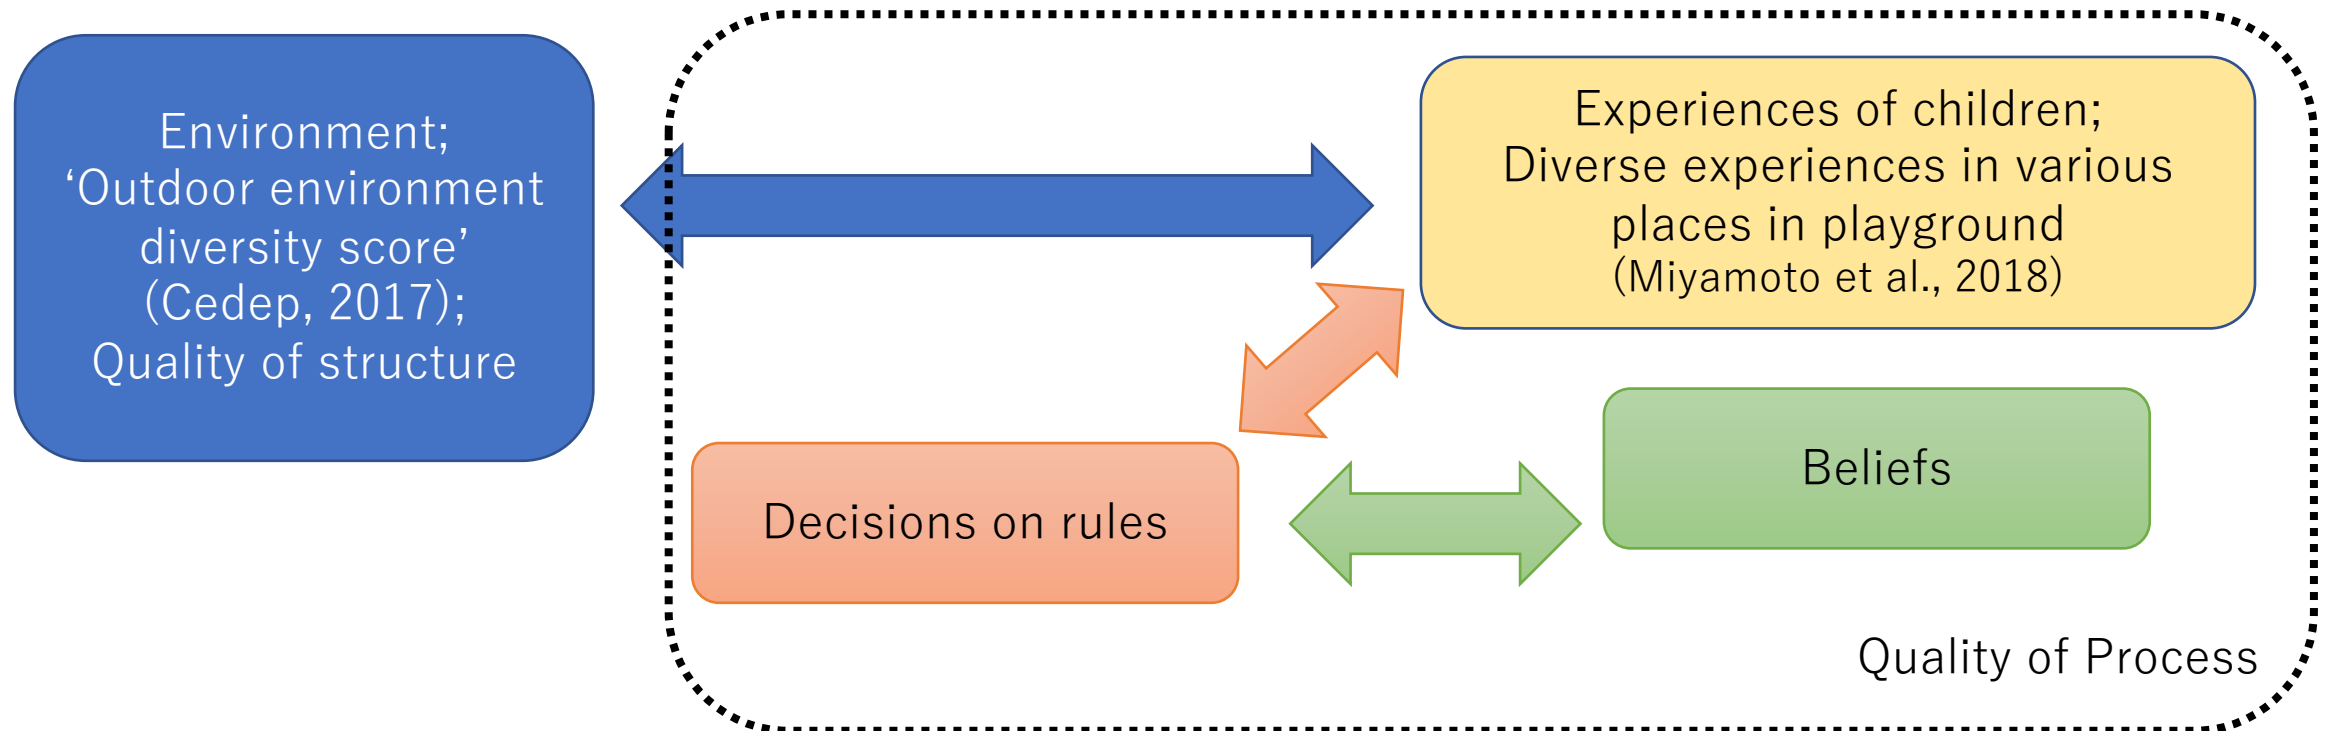 Environment;
‘Outdoor environment
diversity score’
(Cedep, 2017);
Quality of structure
Experiences of children;
Diverse experiences in various
places in playground
(Miyamoto et al., 2018)
Decisions on rules
Beliefs
Quality of Process